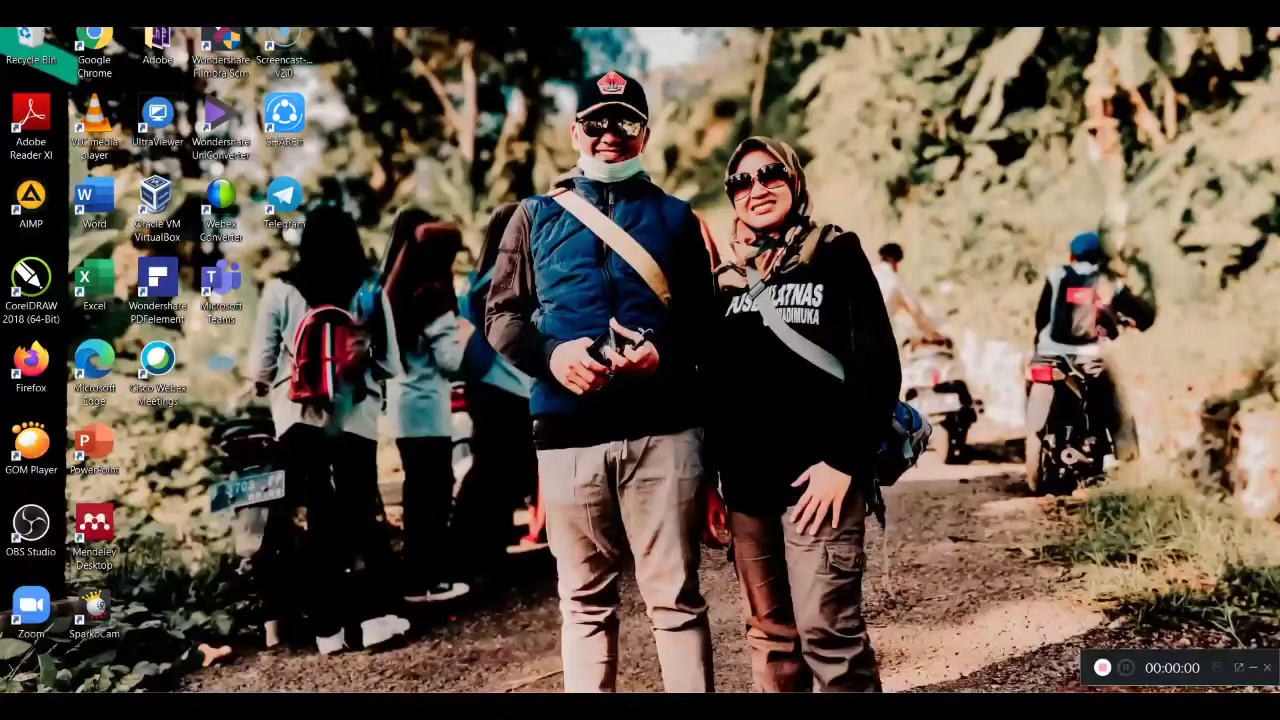 Recycle Bin
Google
Chrome
Adobe
Wondershare
Filmora Scrn
Screencast-...
v2.0
Adobe
Reader XI
VLC media
player
UltraViewer
Wondershare
UniConverter
SHAREit
AIMP
Word
Oracle VM
VirtualBox
Webex
Converter
Telegram
CorelDRAW
2018 (64-Bit)
Excel
Wondershare
PDFelement
Microsoft
Teams
Firefox
Microsoft
Edge
Cisco Webex
Meetings
GOM Player
PowerPoint
OBS Studio
Mendeley
Desktop
Zoom
SparkoCam
00:00:00